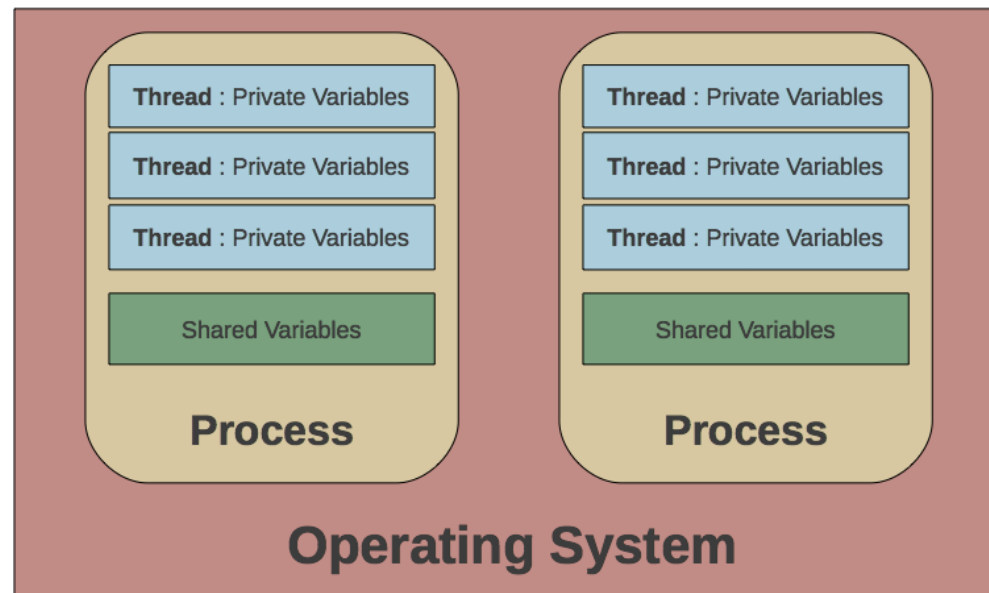 Thread : Private Variables
Thread : Private Variables
Thread : Private Variables
Shared Variables
Process
Thread : Private Variables
Thread : Private Variables
Thread : Private Variables
Shared Variables
Process
Operating System